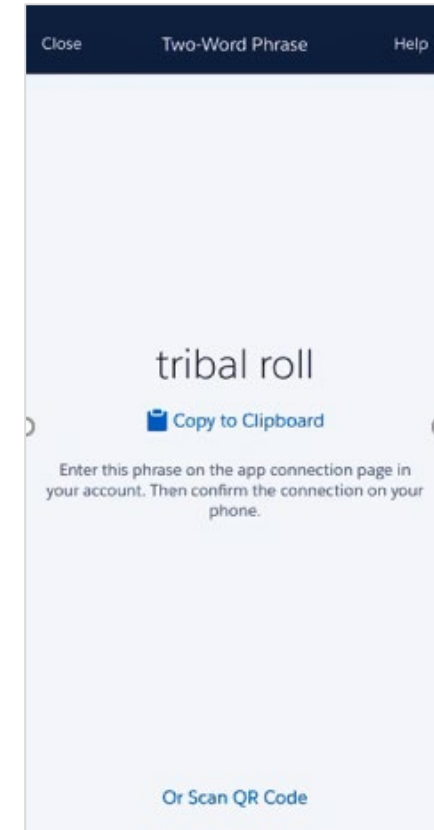 Close Two-Word Phrase Help
tribal roll
Copy to Clipboard
Enter this phrase on the app connection page in
your account. Then confirm the connection on your
phone.
Or Scan QR Code